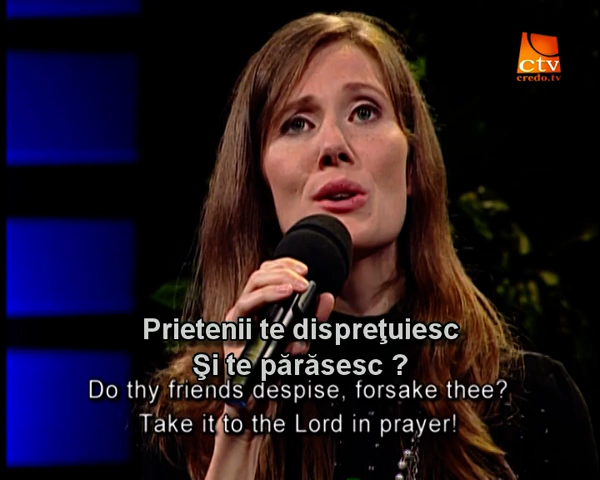 ctv
credo.tv
Prietenii te dispreţuiesc
Şi te părăsesc ?
Do thy friends despise, forsake thee?
Take it to the Lord in prayer!